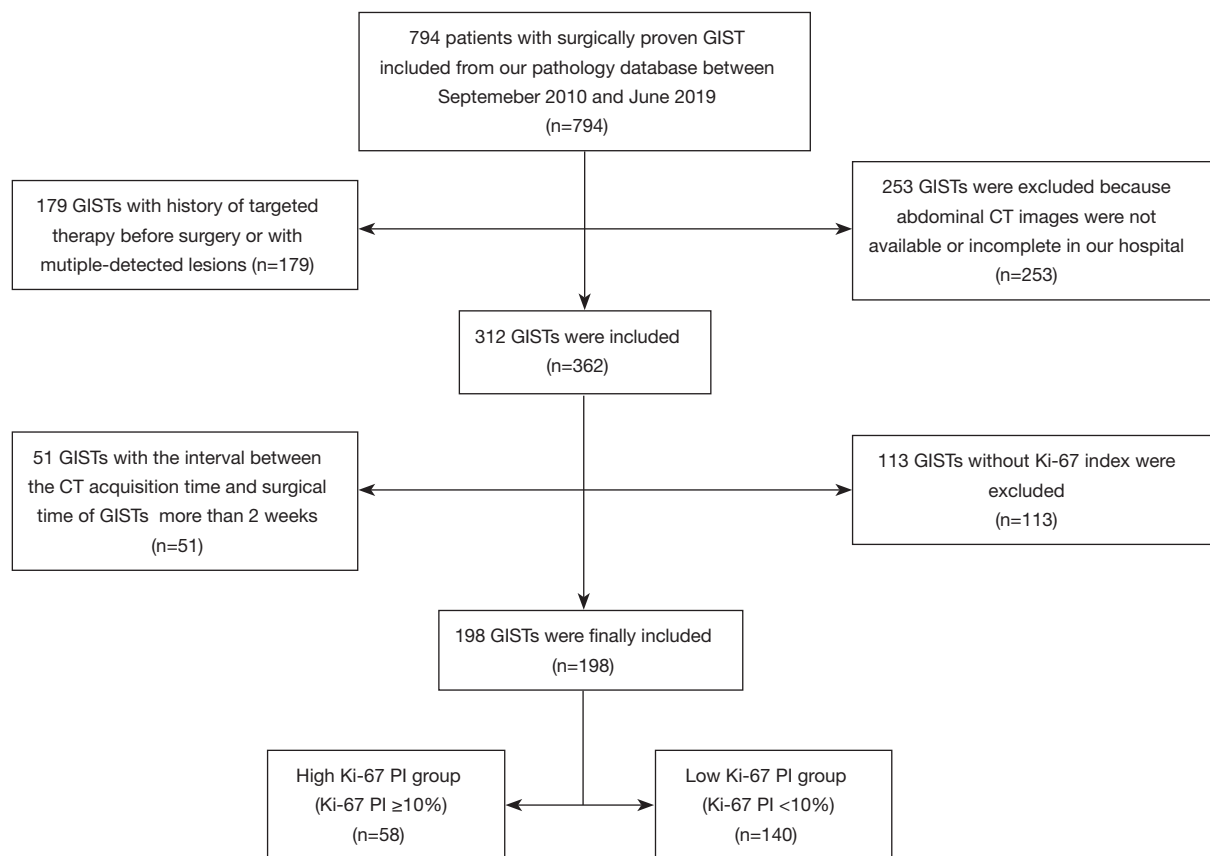 794 patients with surgically proven GIST
included from our pathology database between
Septemeber 2010 and June 2019
(n=794)
179 GISTs with history of targeted
therapy before surgery or with
mutiple-detected lesions (n=179)
253 GISTs were excluded because
abdominal CT images were not
available or incomplete in our hospital
(n=253)
312 GISTs were included
(n=362)
51 GISTs with the interval between
the CT acquisition time and surgical
time of GISTs more than 2 weeks
(n=51)
113 GISTs without Ki-67 index were
excluded
(n=113)
198 GISTs were finally included
(n=198)
High Ki-67 PI group
(Ki-67 PI ≥10%)
(n=58)
Low Ki-67 PI group
(Ki-67 PI <10%)
(n=140)